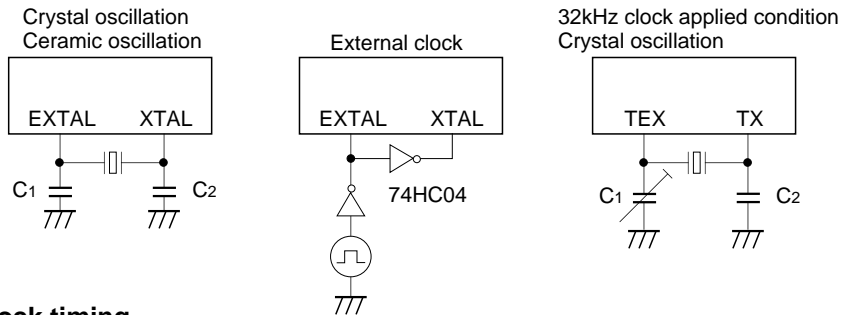 Crystal oscillation
Ceramic oscillation
EXTAL XTAL
C1 C2
External clock
EXTAL XTAL
74HC04
32kHz clock applied condition
Crystal oscillation
TEX TX
C1 C2
timing